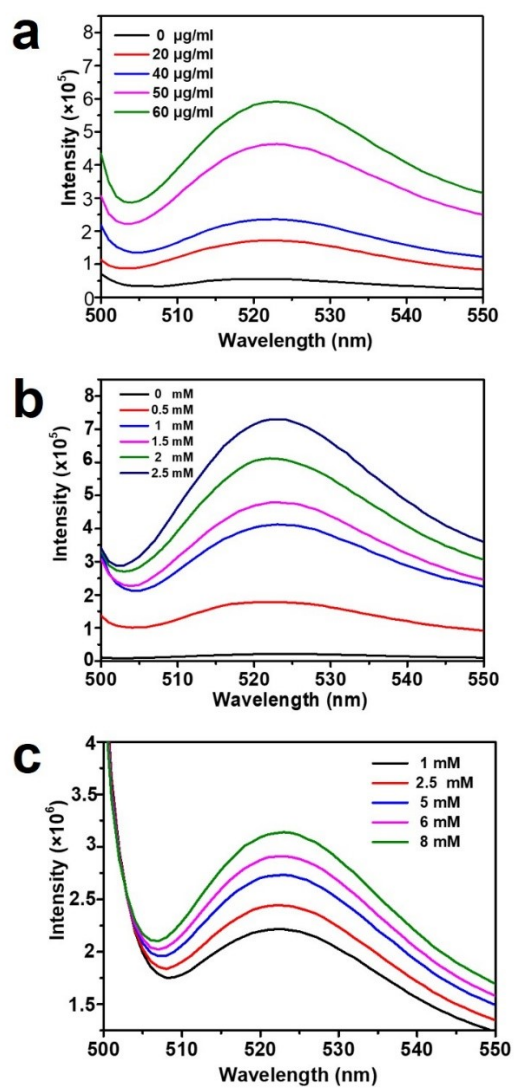 a
0 µg/ml
20 µg/ml
40 µg/ml
50 µg/ml
60 µg/ml
Intensity (×10⁵)
8
7
6
5
4
3
2
1
0
500 510 520 530 540 550
Wavelength (nm)
b
0 mM
0.5 mM
1 mM
1.5 mM
2 mM
2.5 mM
Intensity (x10⁵)
8
7
6
5
4
3
2
1
0
500 510 520 530 540 550
Wavelength (nm)
c
1 mM
2.5 mM
5 mM
6 mM
8 mM
Intensity (×10⁶)
4
3.5
3
2.5
2
1.5
500 510 520 530 540 550
Wavelength (nm)